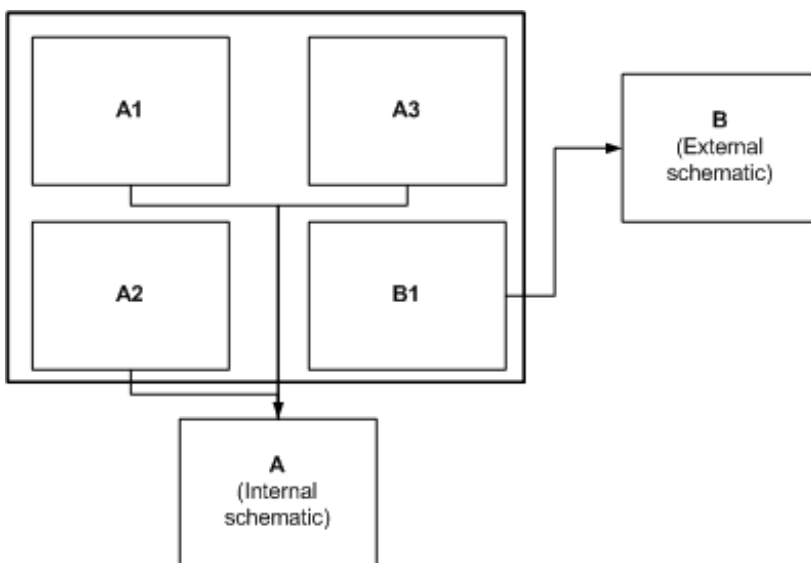 A1
A3
B
(External
schematic)
A2
B1
A
(Internal
schematic)